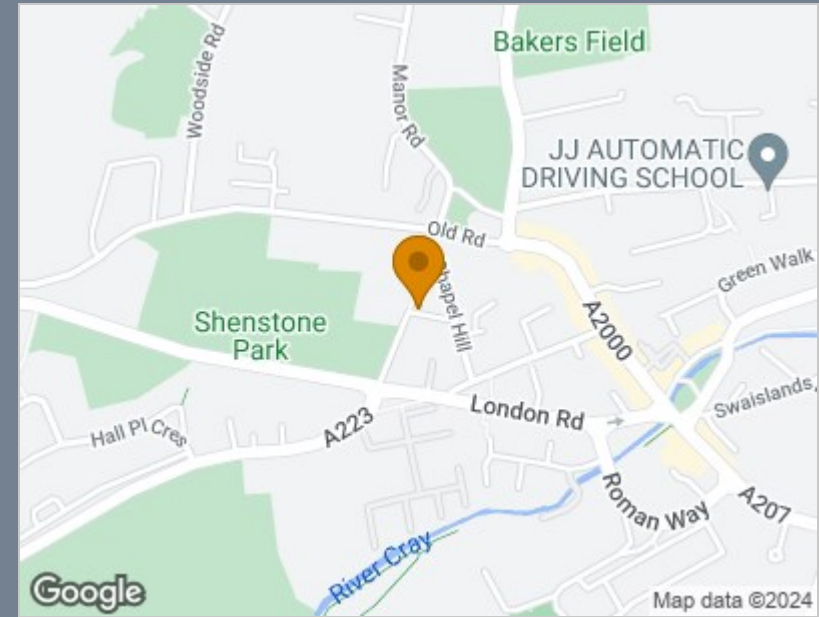 Woodside Rd
Manor Rd
Bakers Field
JJ AUTOMATIC
DRIVING SCHOOL
Old Rd
Chapel Hill
Green Walk
A2000
Shenstone
Park
London Rd
Swaislands
A223
Hall Pl Cres
Roman Way
A207
River Cray
Google
Map data ©2024